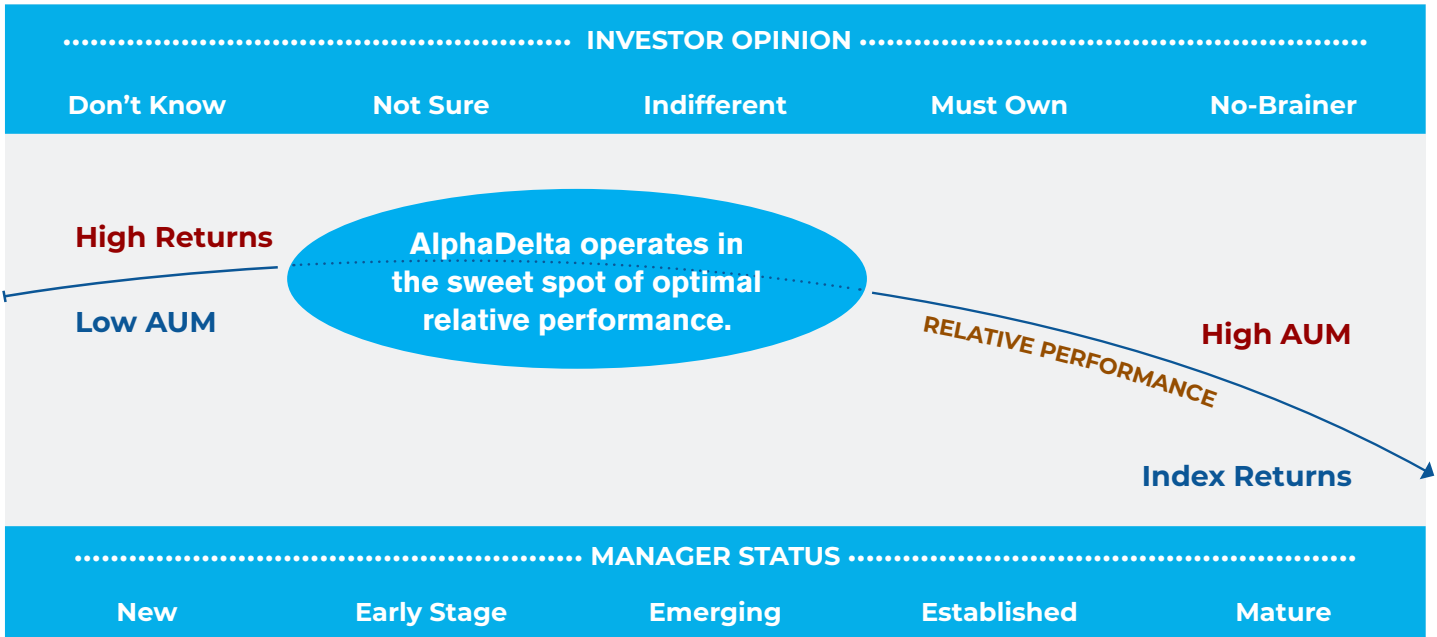 INVESTOR OPINION
Don’t Know Not Sure Indifferent Must Own No-Brainer
High Returns
Low AUM
AlphaDelta operates in
the sweet spot of optimal
relative performance.
RELATIVE PERFORMANCE
High AUM
Index Returns
MANAGER STATUS
New Early Stage Emerging Established Mature